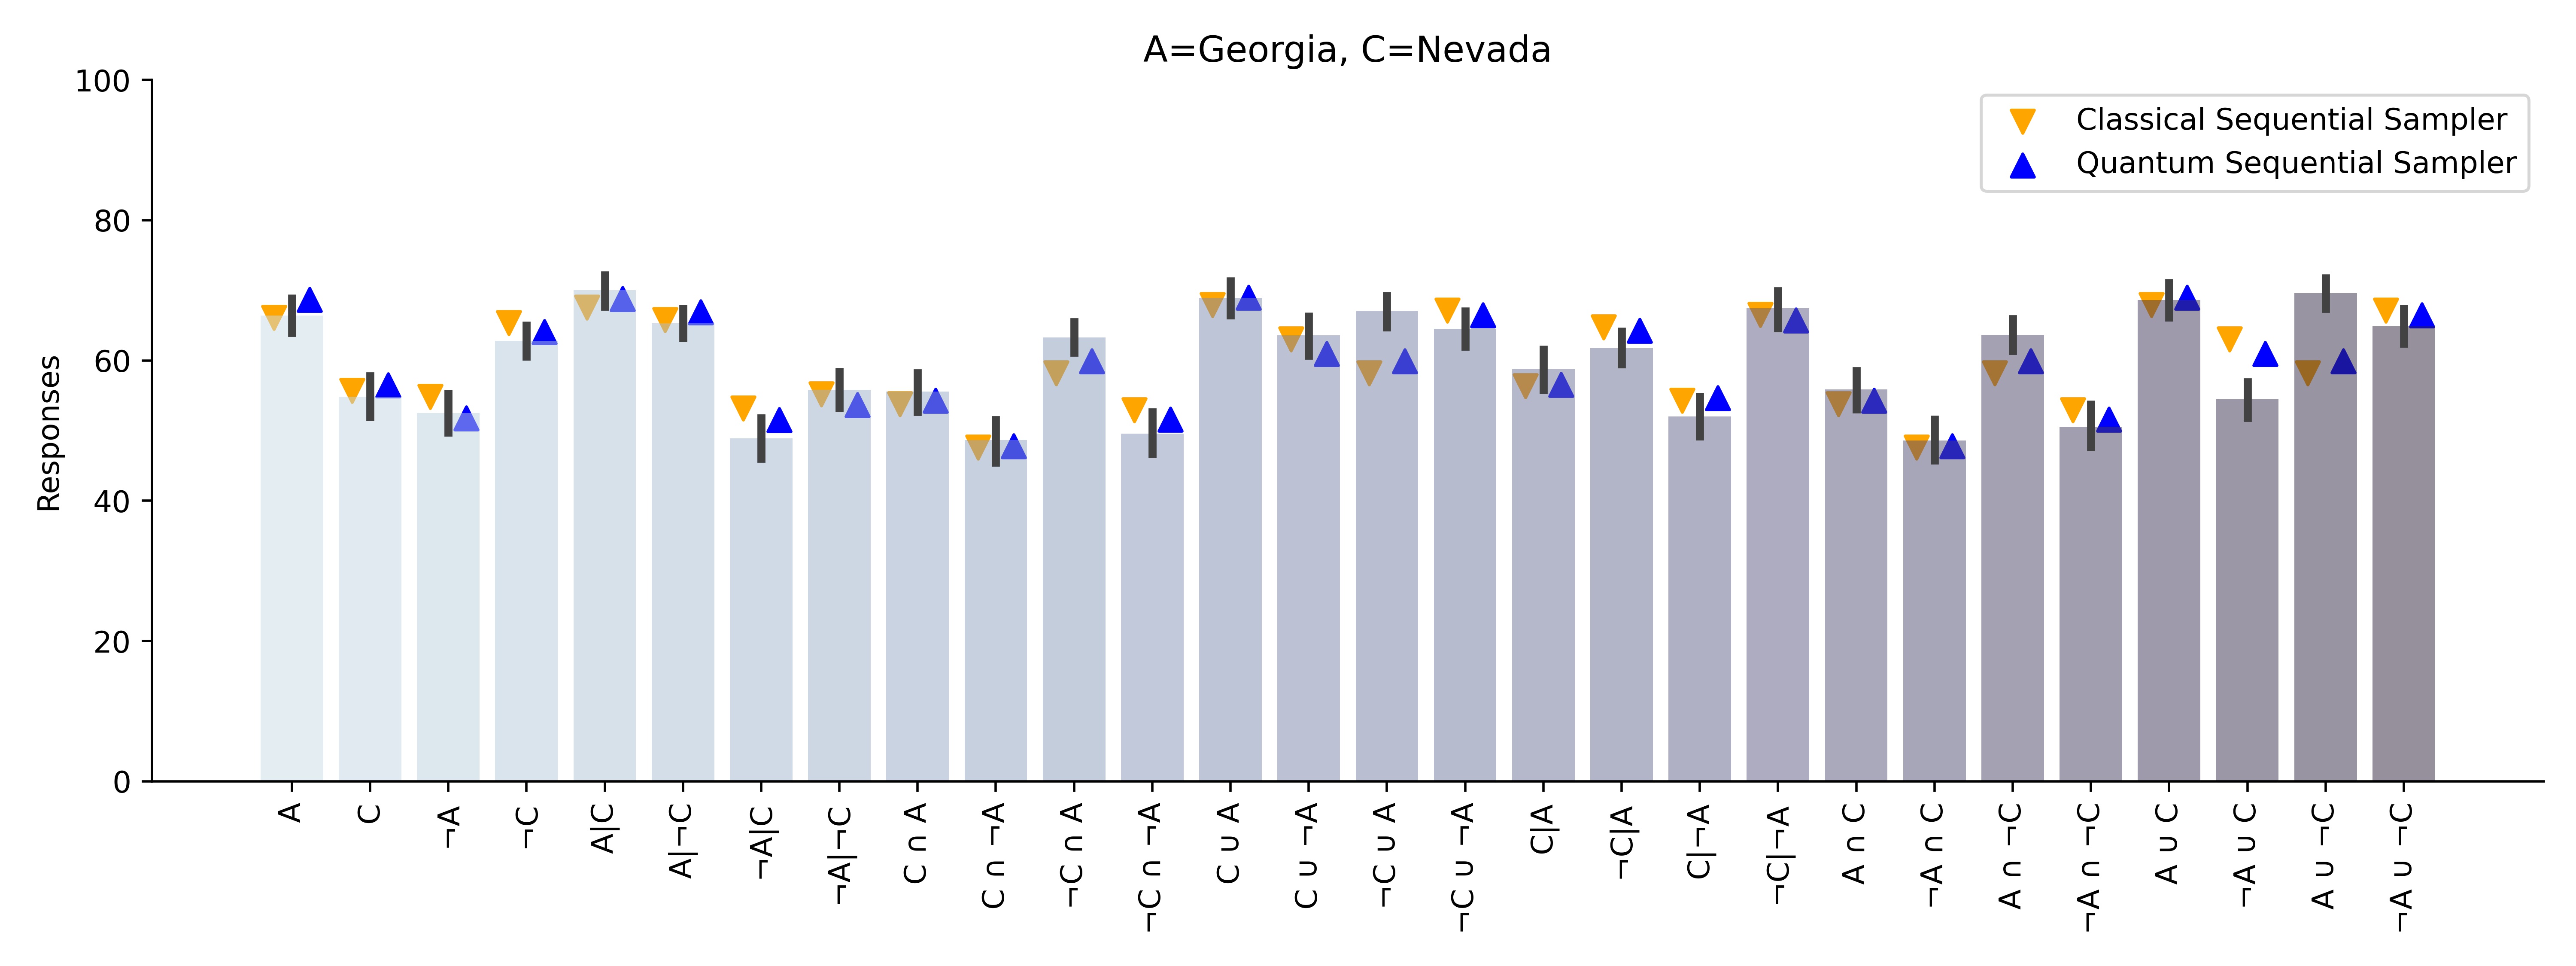 A=Georgia, C=Nevada
Responses
100
80
60
40
20
0
Classical Sequential Sampler
Quantum Sequential Sampler
A
C
¬A
¬C
A|C
A|¬C
¬A|C
¬A|¬C
C ∩ A
C ∩ ¬A
¬C ∩ A
¬C ∩ ¬A
C ∪ A
C ∪ ¬A
¬C ∪ A
¬C ∪ ¬A
C|A
¬C|A
C|¬A
¬C|¬A
A ∩ C
¬A ∩ C
A ∩ ¬C
¬A ∩ ¬C
A ∪ C
¬A ∪ C
A ∪ ¬C
¬A ∪ ¬C